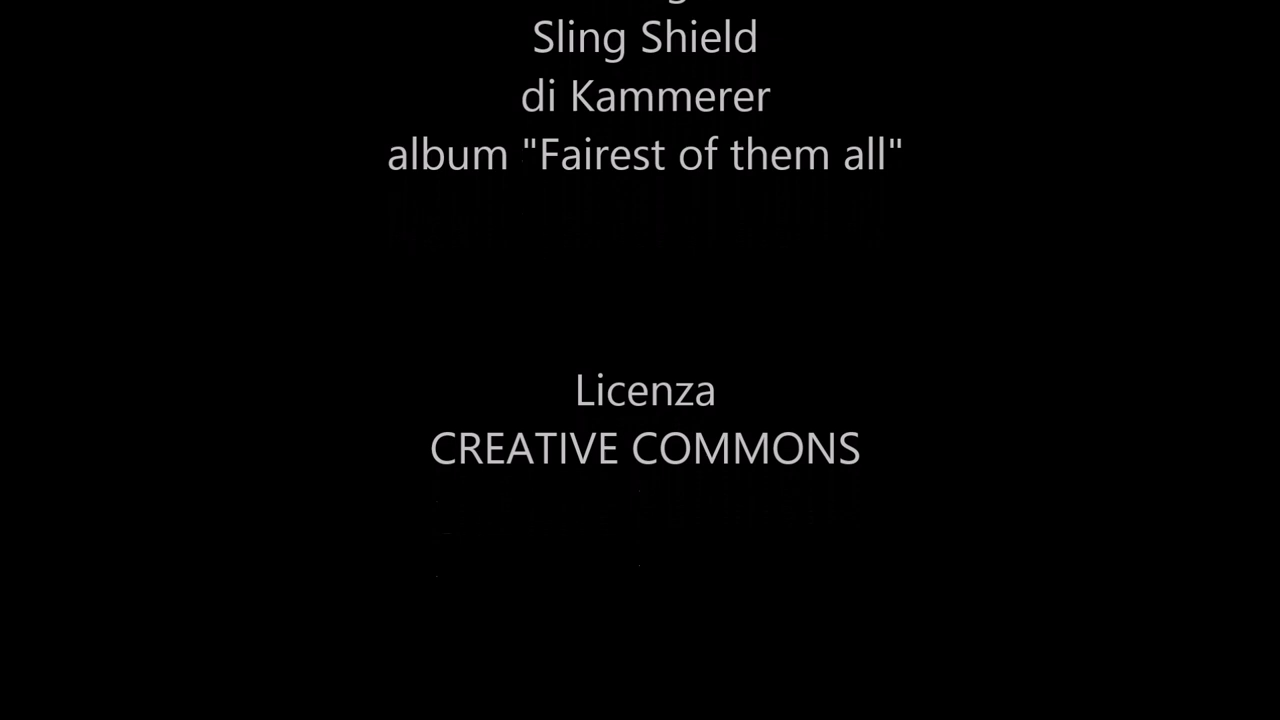 Sling Shield
di Kammerer
album "Fairest of them all"
Licenza
CREATIVE COMMONS